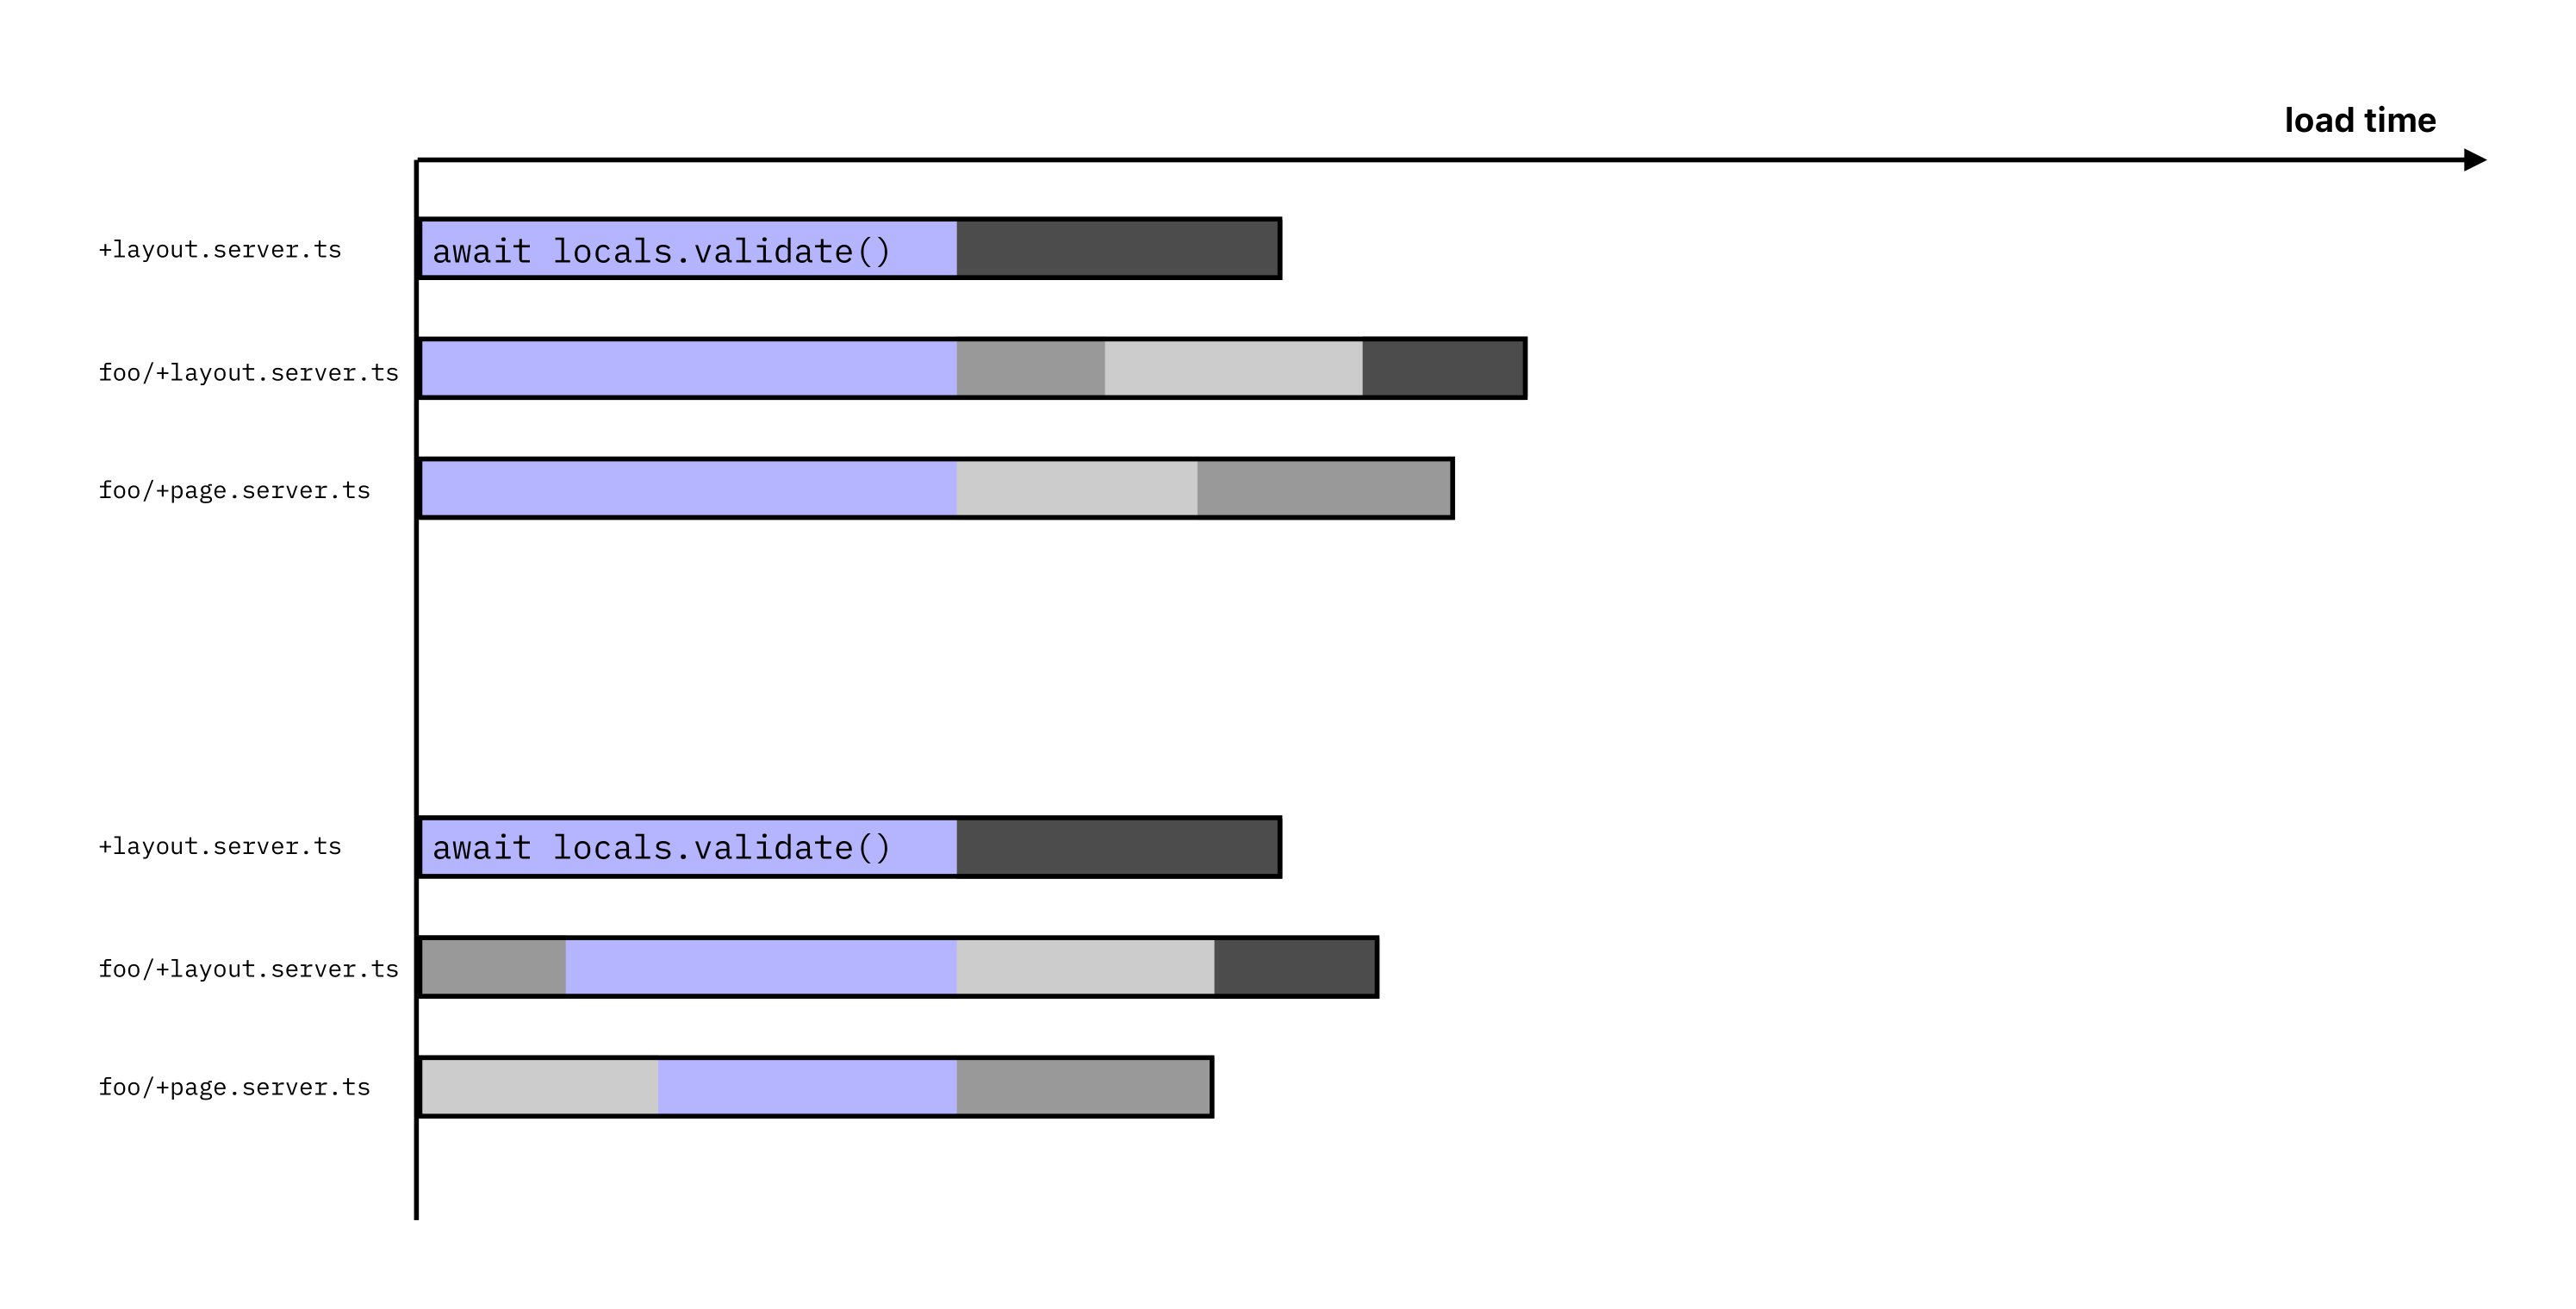 load time
+layout.server.ts
await locals.validate()
foo/+layout.server.ts
foo/+page.server.ts
+layout.server.ts
await locals.validate()
foo/+layout.server.ts
foo/+page.server.ts